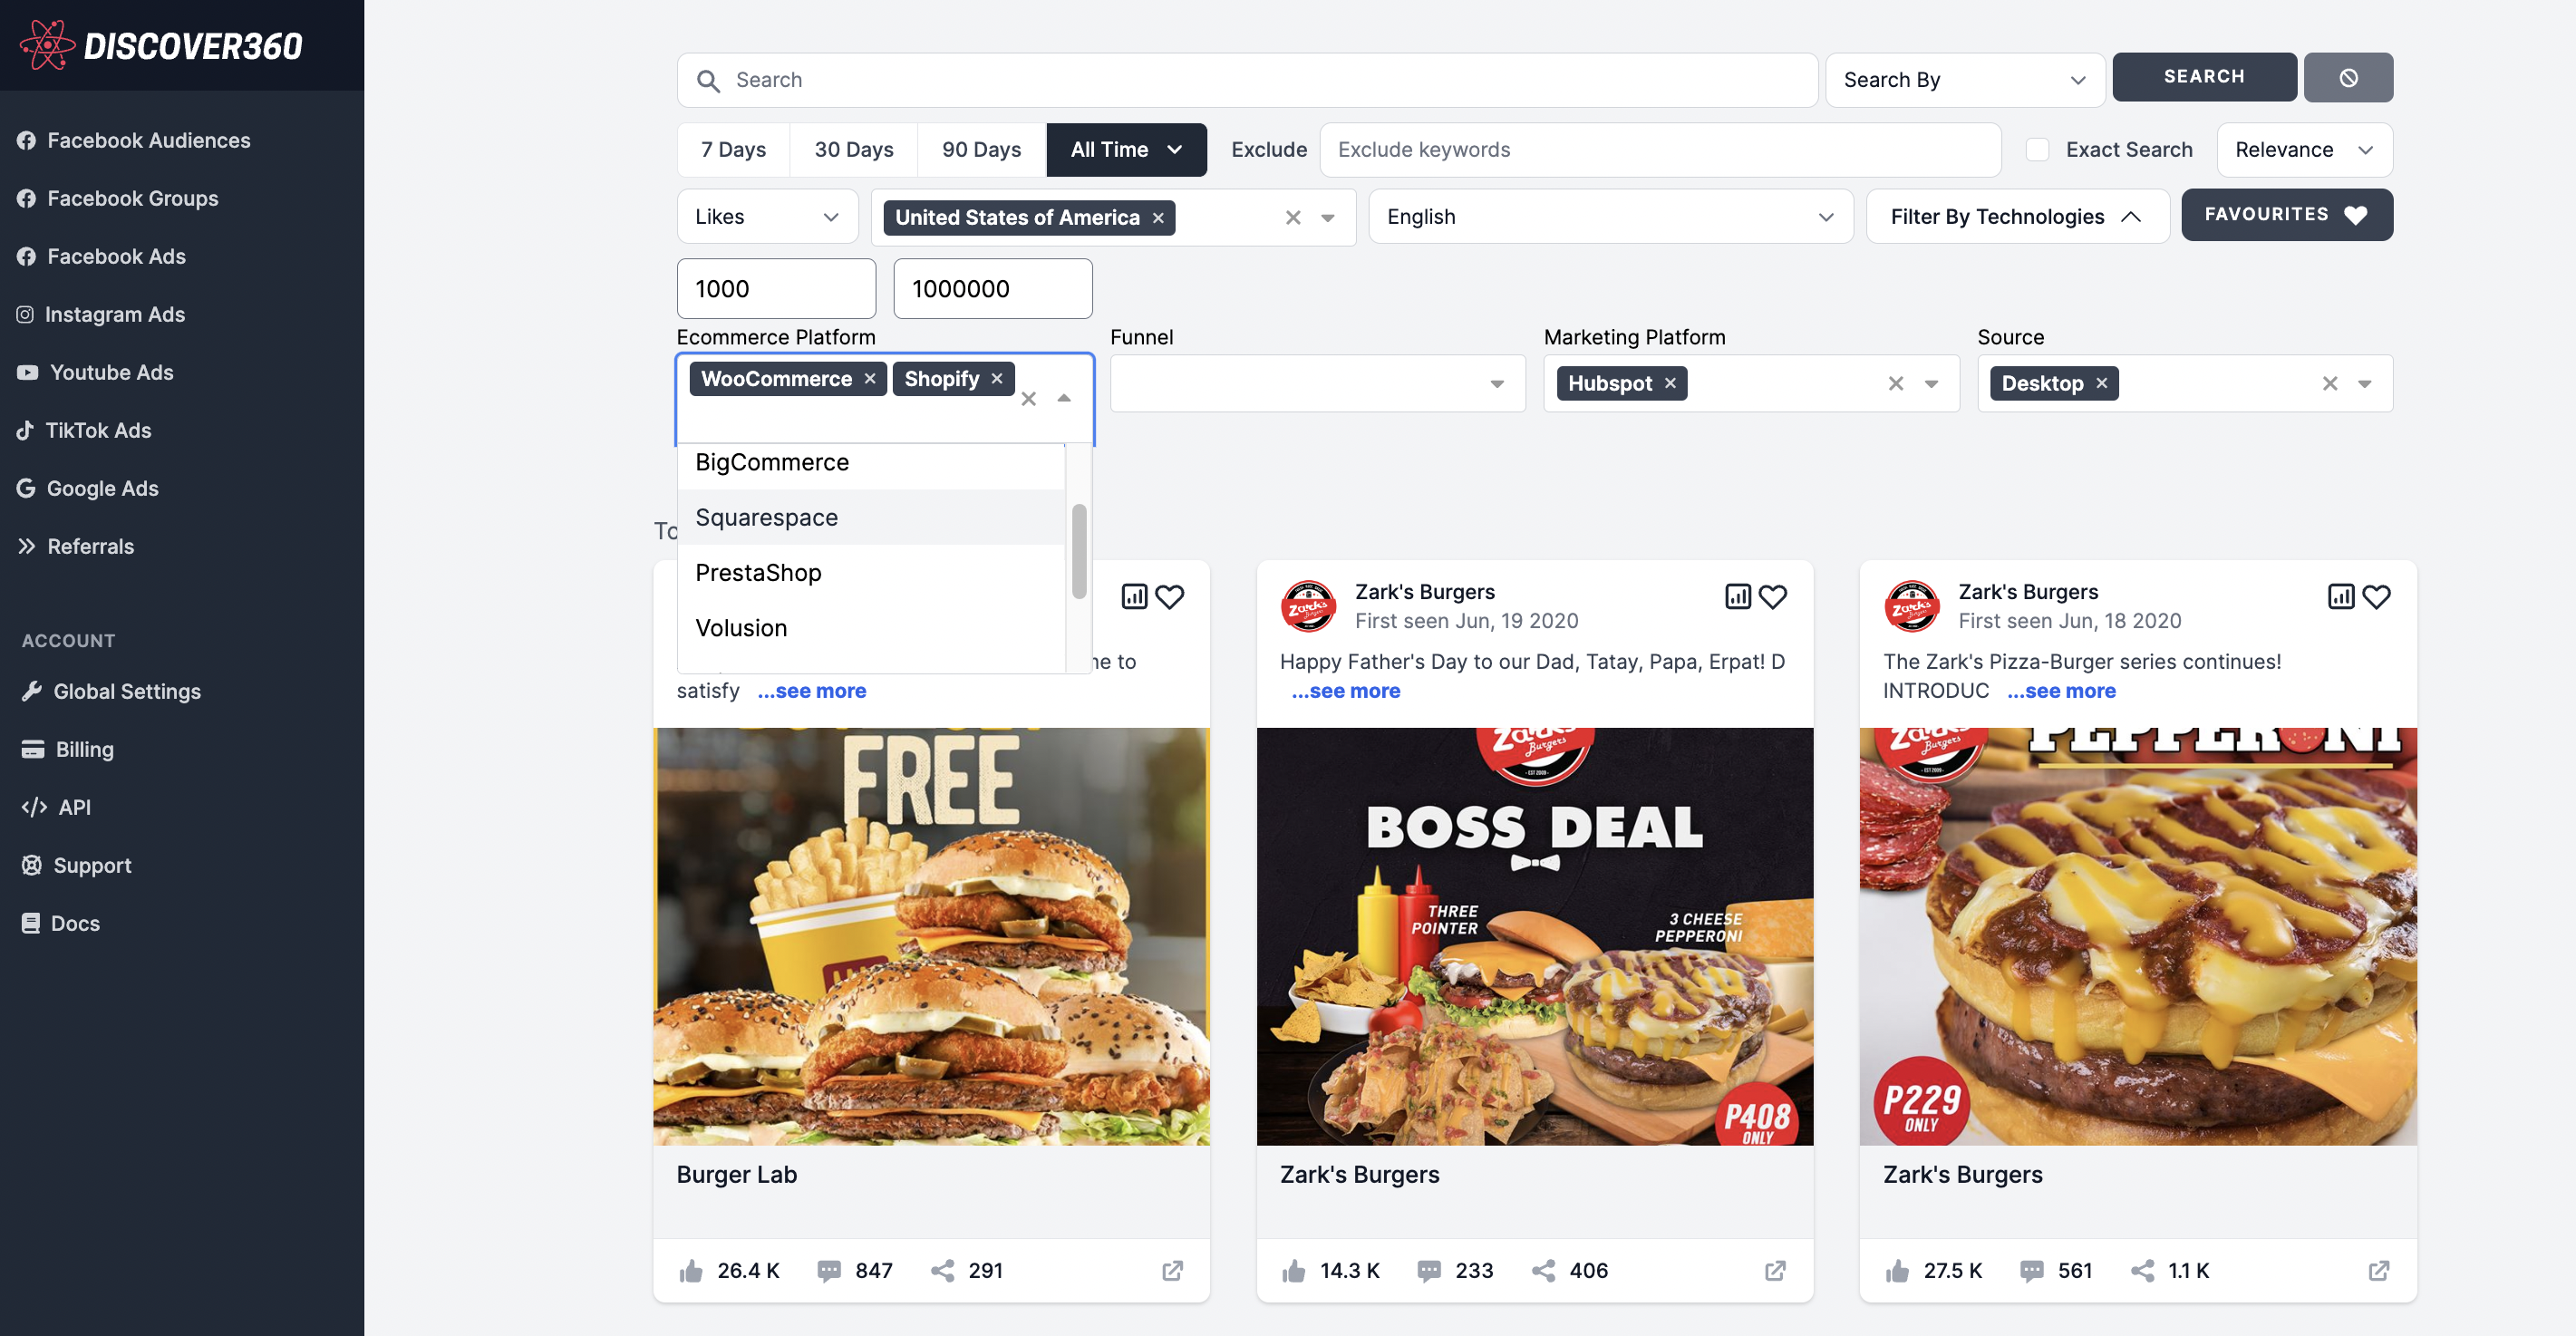 DISCOVER360
Facebook Audiences
Facebook Groups
Facebook Ads
Instagram Ads
Youtube Ads
TikTok Ads
Google Ads
Referrals
ACCOUNT
Global Settings
Billing
API
Support
Docs
Search
Search By
SEARCH
7 Days
30 Days
90 Days
All Time
Exclude
Exclude keywords
Exact Search
Relevance
Likes
United States of America ×
English
Filter By Technologies
FAVOURITES
1000
1000000
Ecommerce Platform
Funnel
Marketing Platform
Source
WooCommerce × Shopify ×
Hubspot ×
Desktop ×
BigCommerce
Squarespace
PrestaShop
Volusion
to
satisfy ...see more
FREE
Burger Lab
26.4 K 847 291
Zark's Burgers
First seen Jun, 19 2020
Happy Father's Day to our Dad, Tatay, Papa, Erpat! D
...see more
Zark's
Burgers
BOSS DEAL
THREE
POINTER
3 CHEESE
PEPPERONI
P408
ONLY
Zark's Burgers
14.3 K 233 406
Zark's Burgers
First seen Jun, 18 2020
The Zark's Pizza-Burger series continues!
INTRODUC ...see more
Zark's
Burgers
PEPPERONI
P229
ONLY
Zark's Burgers
27.5 K 561 1.1 K